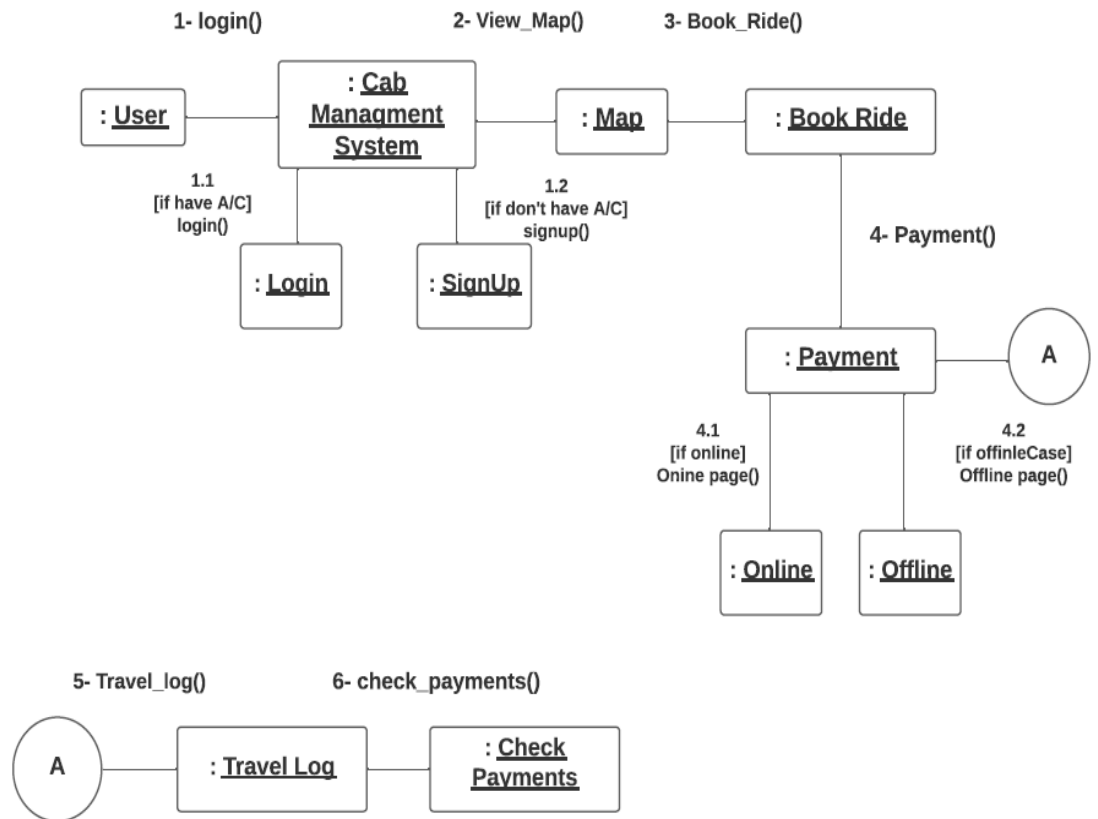 1- login()
2- View_Map()
3- Book_Ride()
: User
: Cab
Managment
System
: Map
: Book Ride
1.1
[if have A/C]
login()
1.2
[if don't have A/C]
signup()
4- Payment()
: Login
: SignUp
: Payment
A
4.1
[if online]
Onine page()
4.2
[if offinleCase]
Offline page()
: Online
: Offline
5- Travel_log()
6- check_payments()
A
: Travel Log
: Check
Payments